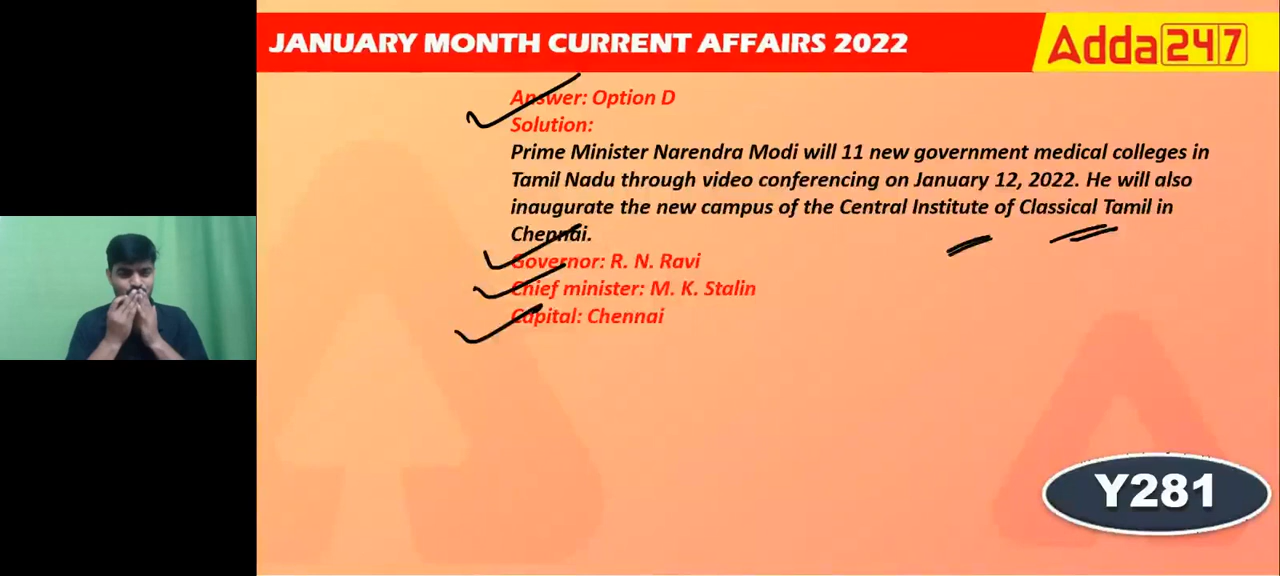 JANUARY MONTH CURRENT AFFAIRS 2022
Adda247
Answer: Option D
Solution:
Prime Minister Narendra Modi will 11 new government medical colleges in
Tamil Nadu through video conferencing on January 12, 2022. He will also
inaugurate the new campus of the Central Institute of Classical Tamil in
Chennai.
Governor: R. N. Ravi
Chief minister: M. K. Stalin
Capital: Chennai
Y281